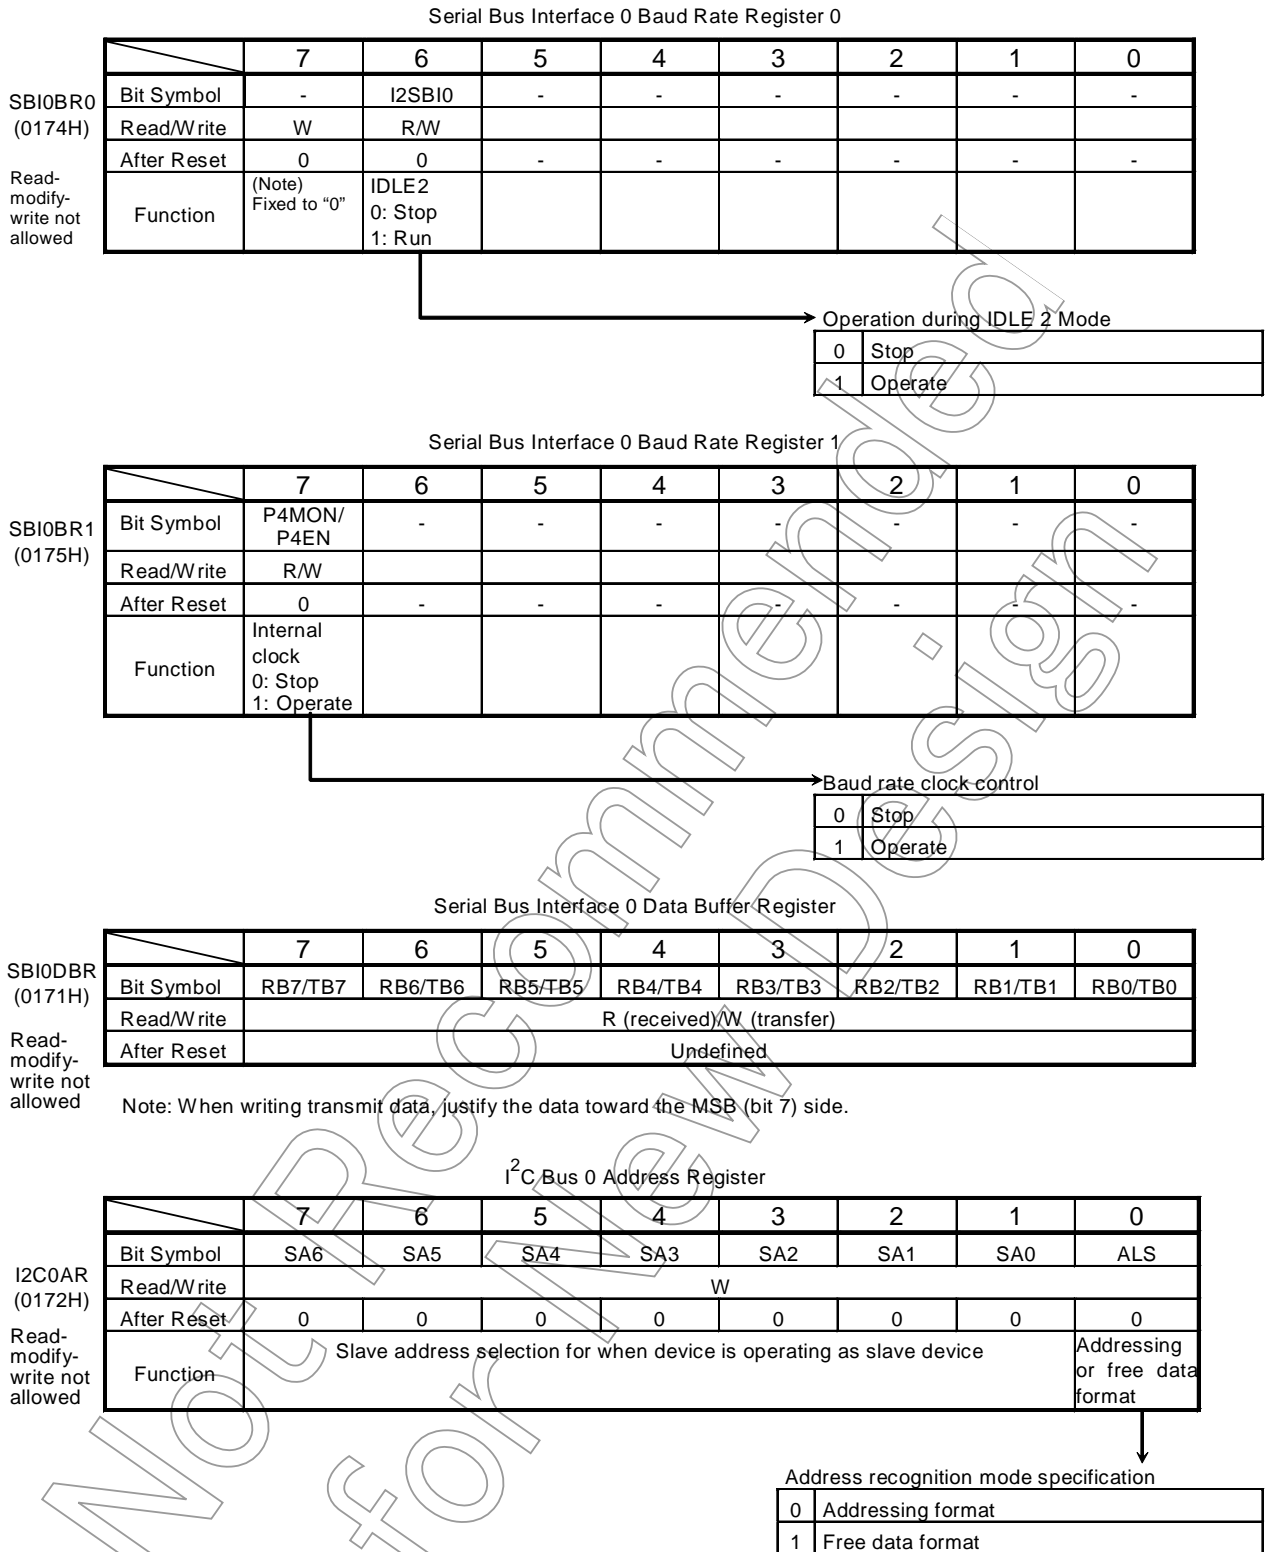 Serial Bus Interface 0 Baud Rate Register 0
7 6 5 4 3 2 1 0
SBI0BR0
(0174H)
Read-
modify-
write not
allowed
Bit Symbol - I2SBI0 - - - - - -
Read/Write W R/W
After Reset 0 0 - - - - - -
Function (Note) Fixed to “0” IDLE2 0: Stop 1: Run
Operation during IDLE 2 Mode
0 Stop
1 Operate
Serial Bus Interface 0 Baud Rate Register 1
7 6 5 4 3 2 1 0
SBI0BR1
(0175H)
Bit Symbol P4MON/ P4EN - - - - - - -
Read/Write R/W
After Reset 0 - - - - - - -
Function Internal clock 0: Stop 1: Operate
Baud rate clock control
0 Stop
1 Operate
Serial Bus Interface 0 Data Buffer Register
7 6 5 4 3 2 1 0
SBI0DBR
(0171H)
Read-
modify-
write not
allowed
Bit Symbol RB7/TB7 RB6/TB6 RB5/TB5 RB4/TB4 RB3/TB3 RB2/TB2 RB1/TB1 RB0/TB0
Read/Write R (received)/W (transfer)
After Reset Undefined
Note: When writing transmit data, justify the data toward the MSB (bit 7) side.
I2C Bus 0 Address Register
7 6 5 4 3 2 1 0
I2C0AR
(0172H)
Read-
modify-
write not
allowed
Bit Symbol SA6 SA5 SA4 SA3 SA2 SA1 SA0 ALS
Read/Write W
After Reset 0 0 0 0 0 0 0 0
Function Slave address selection for when device is operating as slave device Addressing or free data format
Address recognition mode specification
0 Addressing format
1 Free data format
Not Recommended
for New Design